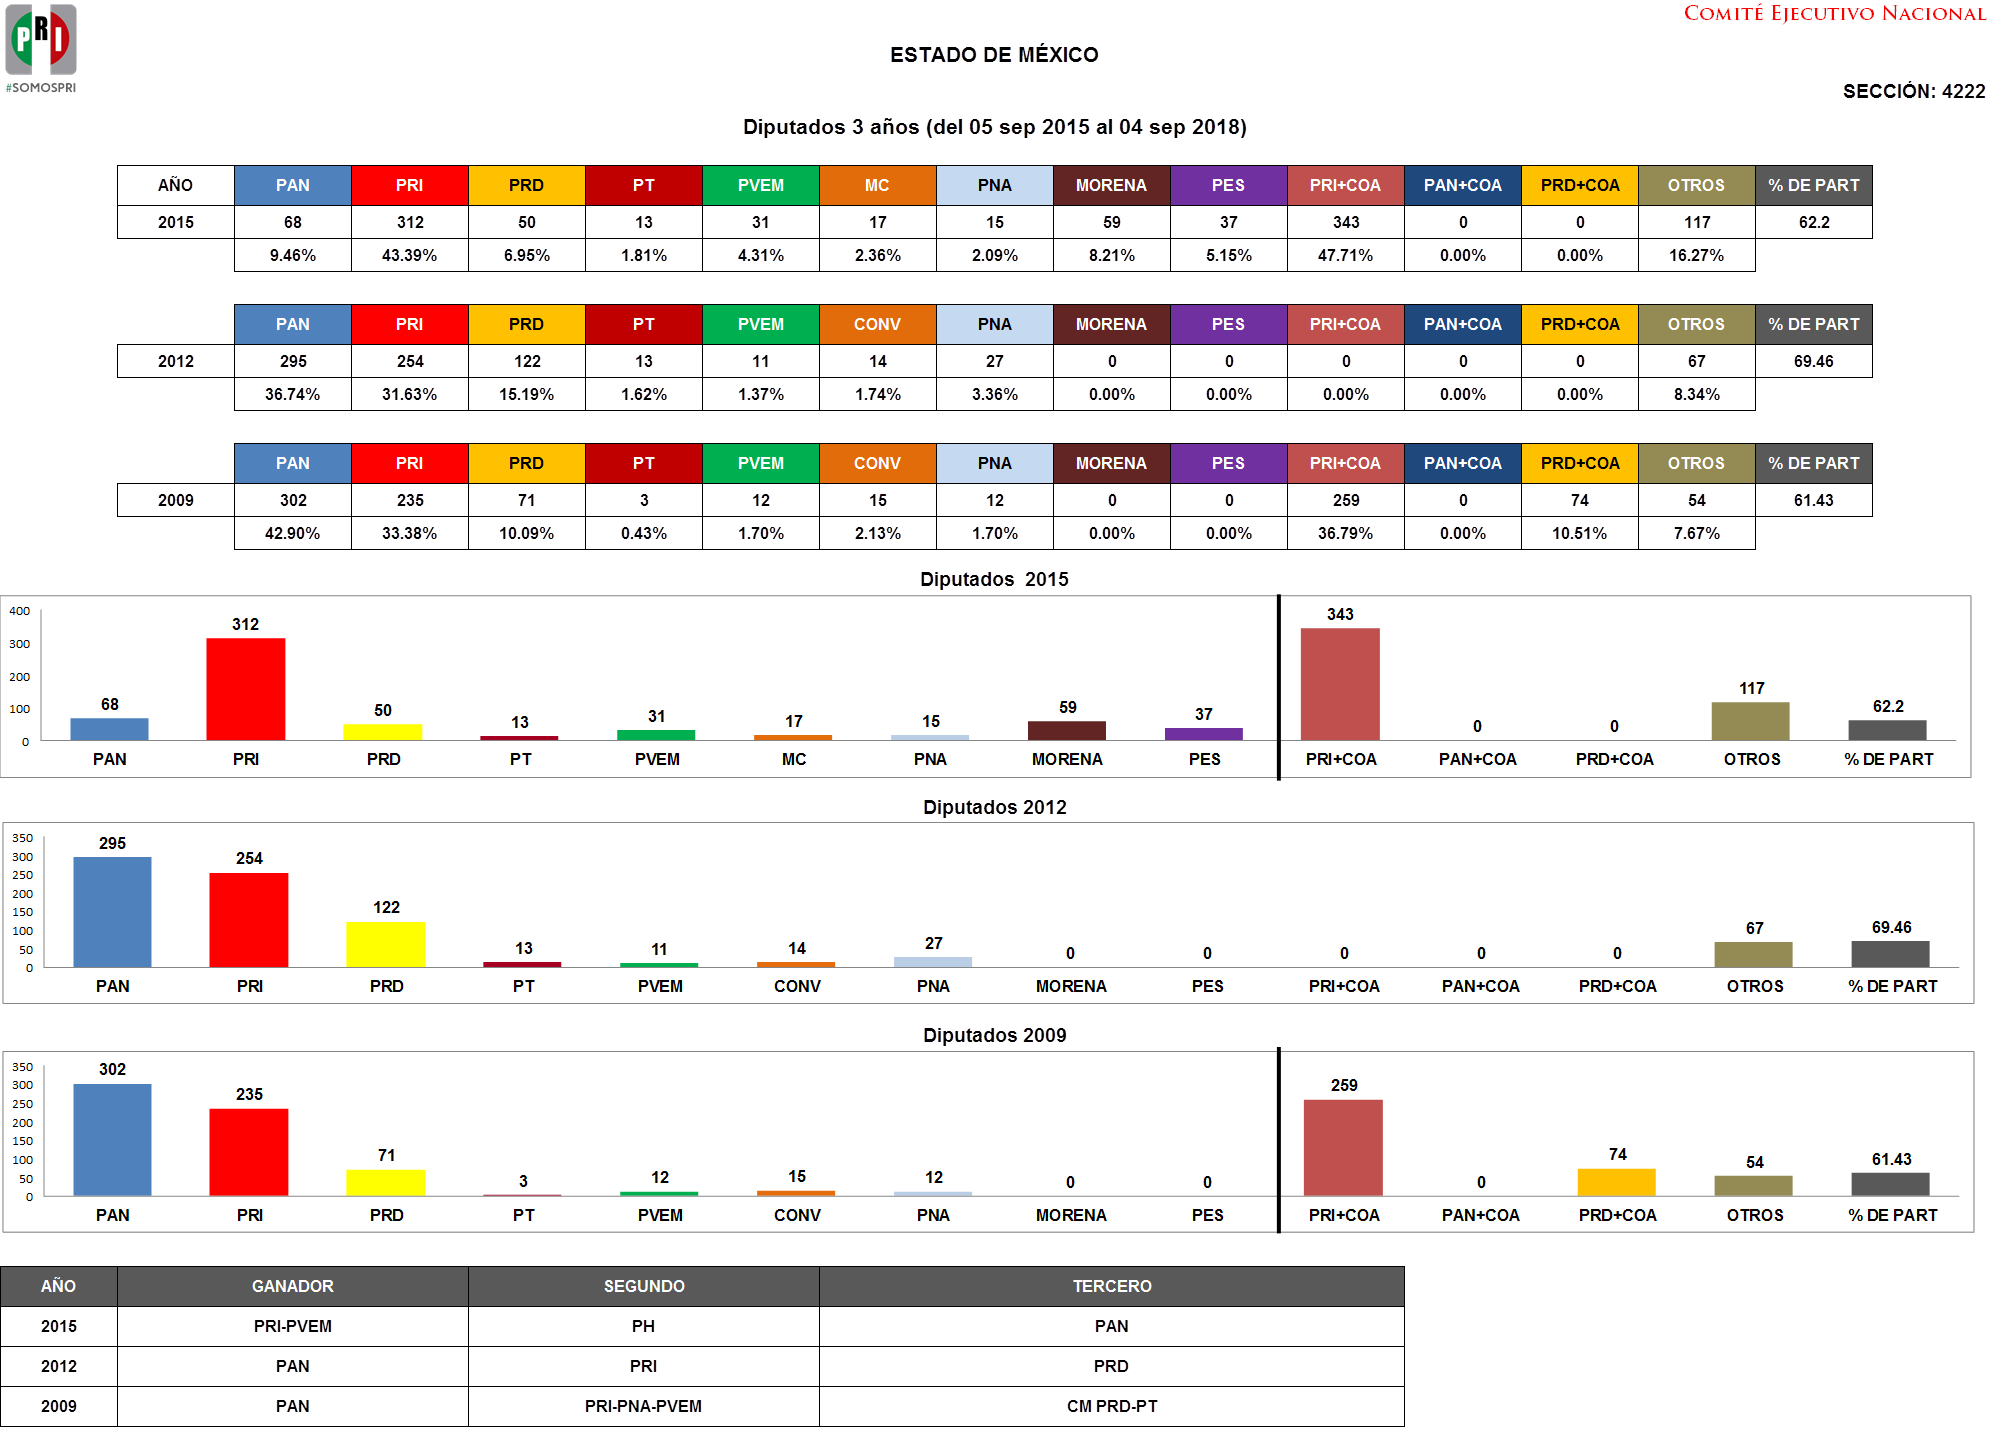 PRI
#SOMOSPRI
COMITÉ EJECUTIVO NACIONAL
ESTADO DE MÉXICO
SECCIÓN: 4222
Diputados 3 años (del 05 sep 2015 al 04 sep 2018)
AÑO PAN PRI PRD PT PVEM MC PNA MORENA PES PRI+COA PAN+COA PRD+COA OTROS % DE PART
2015 68 312 50 13 31 17 15 59 37 343 0 0 117 62.2
9.46% 43.39% 6.95% 1.81% 4.31% 2.36% 2.09% 8.21% 5.15% 47.71% 0.00% 0.00% 16.27%
PAN PRI PRD PT PVEM CONV PNA MORENA PES PRI+COA PAN+COA PRD+COA OTROS % DE PART
2012 295 254 122 13 11 14 27 0 0 0 0 0 67 69.46
36.74% 31.63% 15.19% 1.62% 1.37% 1.74% 3.36% 0.00% 0.00% 0.00% 0.00% 0.00% 8.34%
PAN PRI PRD PT PVEM CONV PNA MORENA PES PRI+COA PAN+COA PRD+COA OTROS % DE PART
2009 302 235 71 3 12 15 12 0 0 259 0 74 54 61.43
42.90% 33.38% 10.09% 0.43% 1.70% 2.13% 1.70% 0.00% 0.00% 36.79% 0.00% 10.51% 7.67%
Diputados 2015
400
300
200
100
0
68 312 50 13 31 17 15 59 37 343 0 0 117 62.2
PAN PRI PRD PT PVEM MC PNA MORENA PES PRI+COA PAN+COA PRD+COA OTROS % DE PART
Diputados 2012
350
300
250
200
150
100
50
0
295 254 122 13 11 14 27 0 0 0 0 0 67 69.46
PAN PRI PRD PT PVEM CONV PNA MORENA PES PRI+COA PAN+COA PRD+COA OTROS % DE PART
Diputados 2009
350
300
250
200
150
100
50
0
302 235 71 3 12 15 12 0 0 259 0 74 54 61.43
PAN PRI PRD PT PVEM CONV PNA MORENA PES PRI+COA PAN+COA PRD+COA OTROS % DE PART
AÑO GANADOR SEGUNDO TERCERO
2015 PRI-PVEM PH PAN
2012 PAN PRI PRD
2009 PAN PRI-PNA-PVEM CM PRD-PT